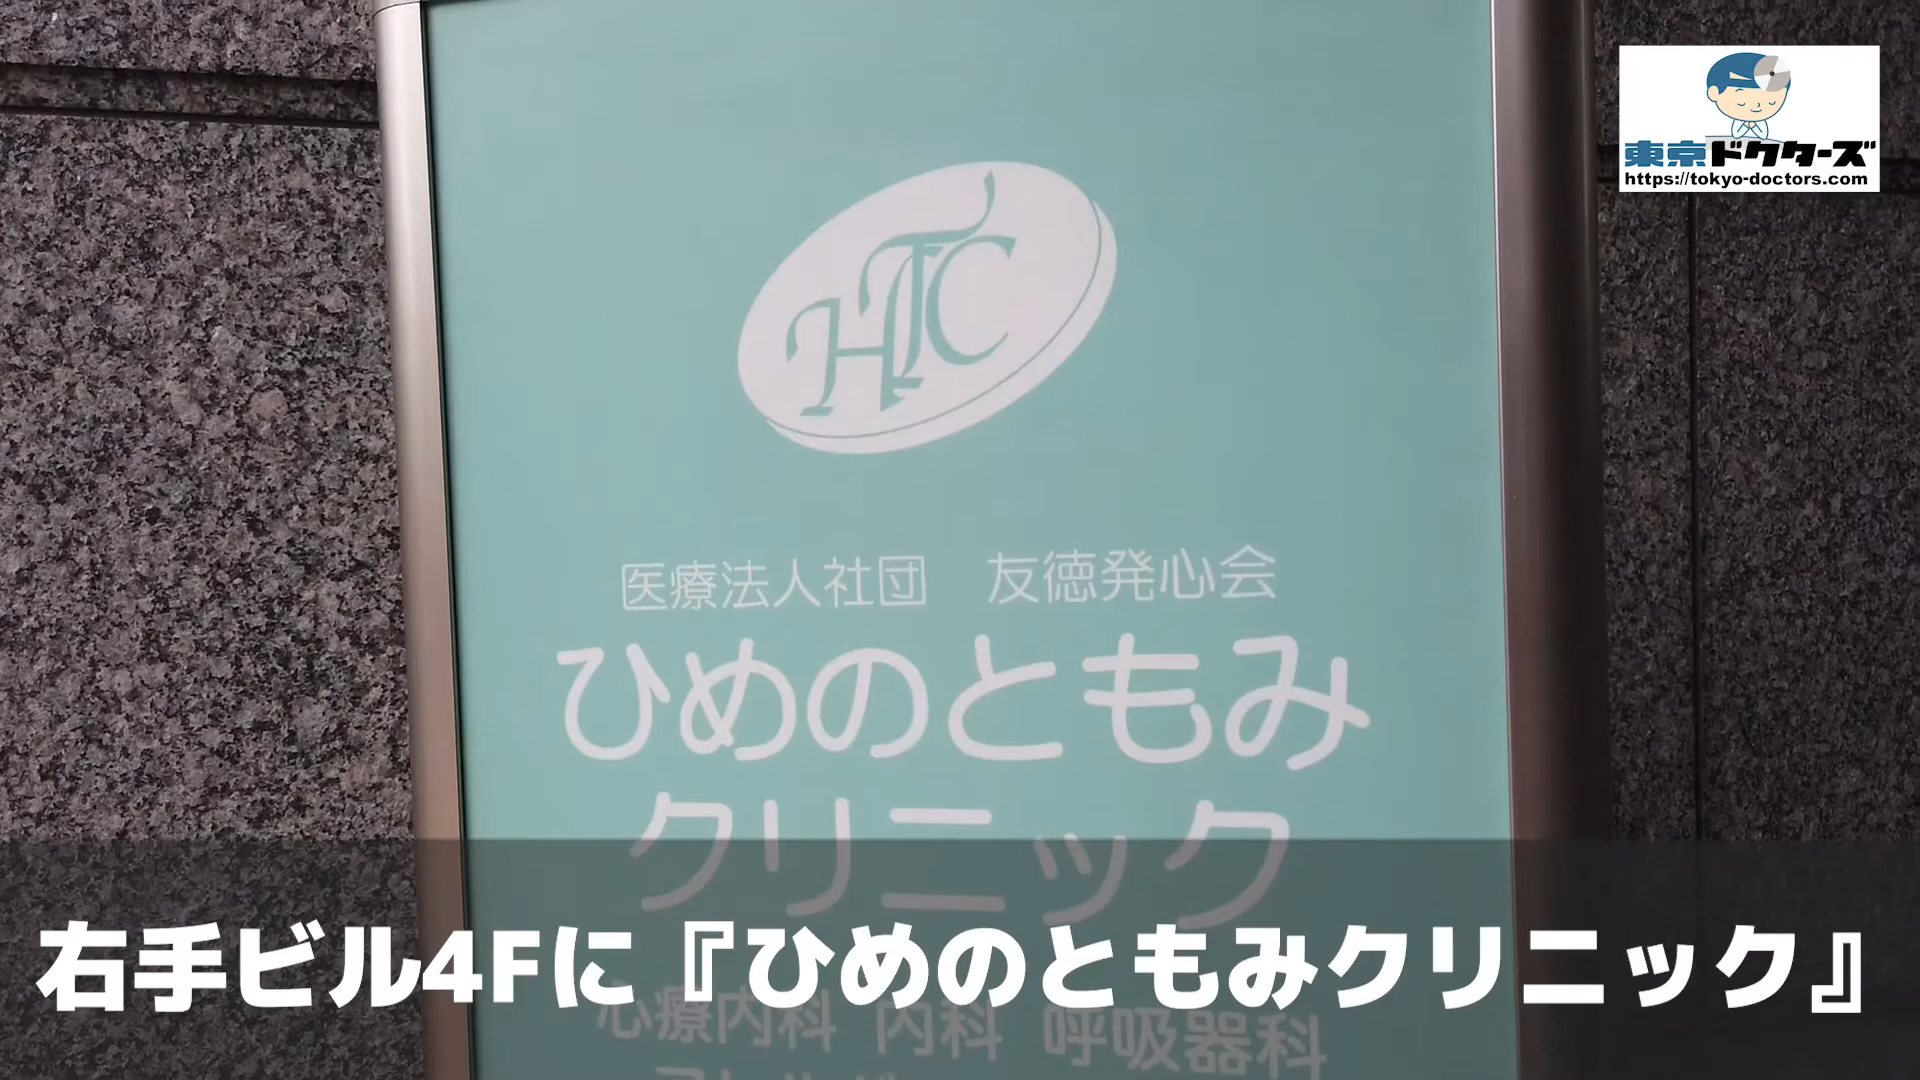 東京ドクターズ
https://tokyo-doctors.com
HTC
医療法人社団 友徳発心会
ひめのともみ
クリニック
右手ビル4Fに『ひめのともみクリニック』
心療内科 内科 呼吸器科